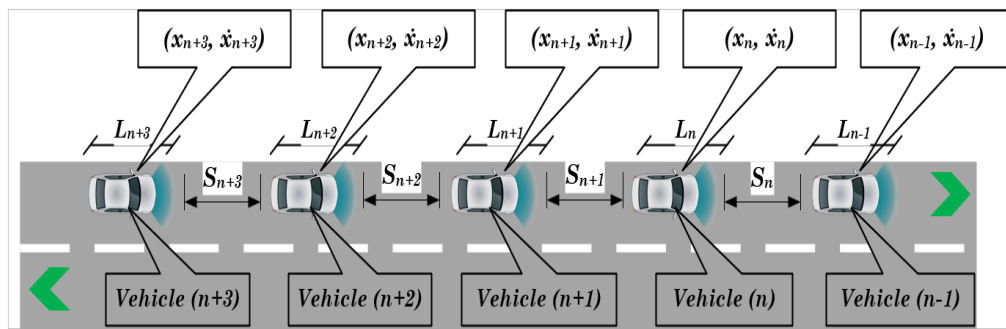 (xₙ₊₃, ẋₙ₊₃) (xₙ₊₂, ẋₙ₊₂) (xₙ₊₁, ẋₙ₊₁) (xₙ, ẋₙ) (xₙ₋₁, ẋₙ₋₁)
Lₙ₊₃ Lₙ₊₂ Lₙ₊₁ Lₙ Lₙ₋₁
Sₙ₊₃ Sₙ₊₂ Sₙ₊₁ Sₙ
Vehicle (n+3) Vehicle (n+2) Vehicle (n+1) Vehicle (n) Vehicle (n-1)